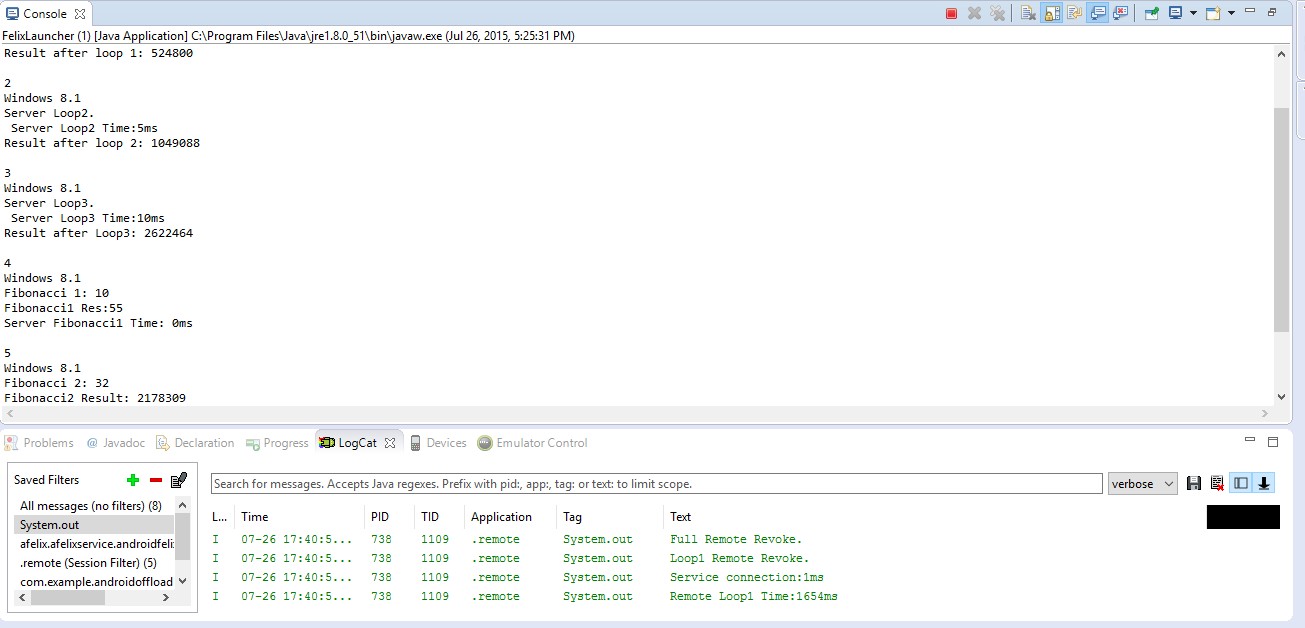 Console
FelixLauncher (1) [Java Application] C:\Program Files\Java\jre1.8.0_51\bin\javaw.exe (Jul 26, 2015, 5:25:31 PM)
Result after loop 1: 524800
2
Windows 8.1
Server Loop2.
Server Loop2 Time:5ms
Result after loop 2: 1049088
3
Windows 8.1
Server Loop3.
Server Loop3 Time:10ms
Result after Loop3: 2622464
4
Windows 8.1
Fibonacci 1: 10
Fibonacci1 Res:55
Server Fibonacci1 Time: 0ms
5
Windows 8.1
Fibonacci 2: 32
Fibonacci2 Result: 2178309
Problems @ Javadoc Declaration Progress LogCat Devices Emulator Control
Saved Filters
All messages (no filters) (8)
System.out
afelix.afelixservice.androidfeli
.remote (Session Filter) (5)
com.example.androidoffload
Search for messages. Accepts Java regexes. Prefix with pid:, app:, tag: or text: to limit scope.
verbose
L... Time PID TID Application Tag Text
I 07-26 17:40:5... 738 1109 .remote System.out Full Remote Revoke.
I 07-26 17:40:5... 738 1109 .remote System.out Loop1 Remote Revoke.
I 07-26 17:40:5... 738 1109 .remote System.out Service connection:1ms
I 07-26 17:40:5... 738 1109 .remote System.out Remote Loop1 Time:1654ms